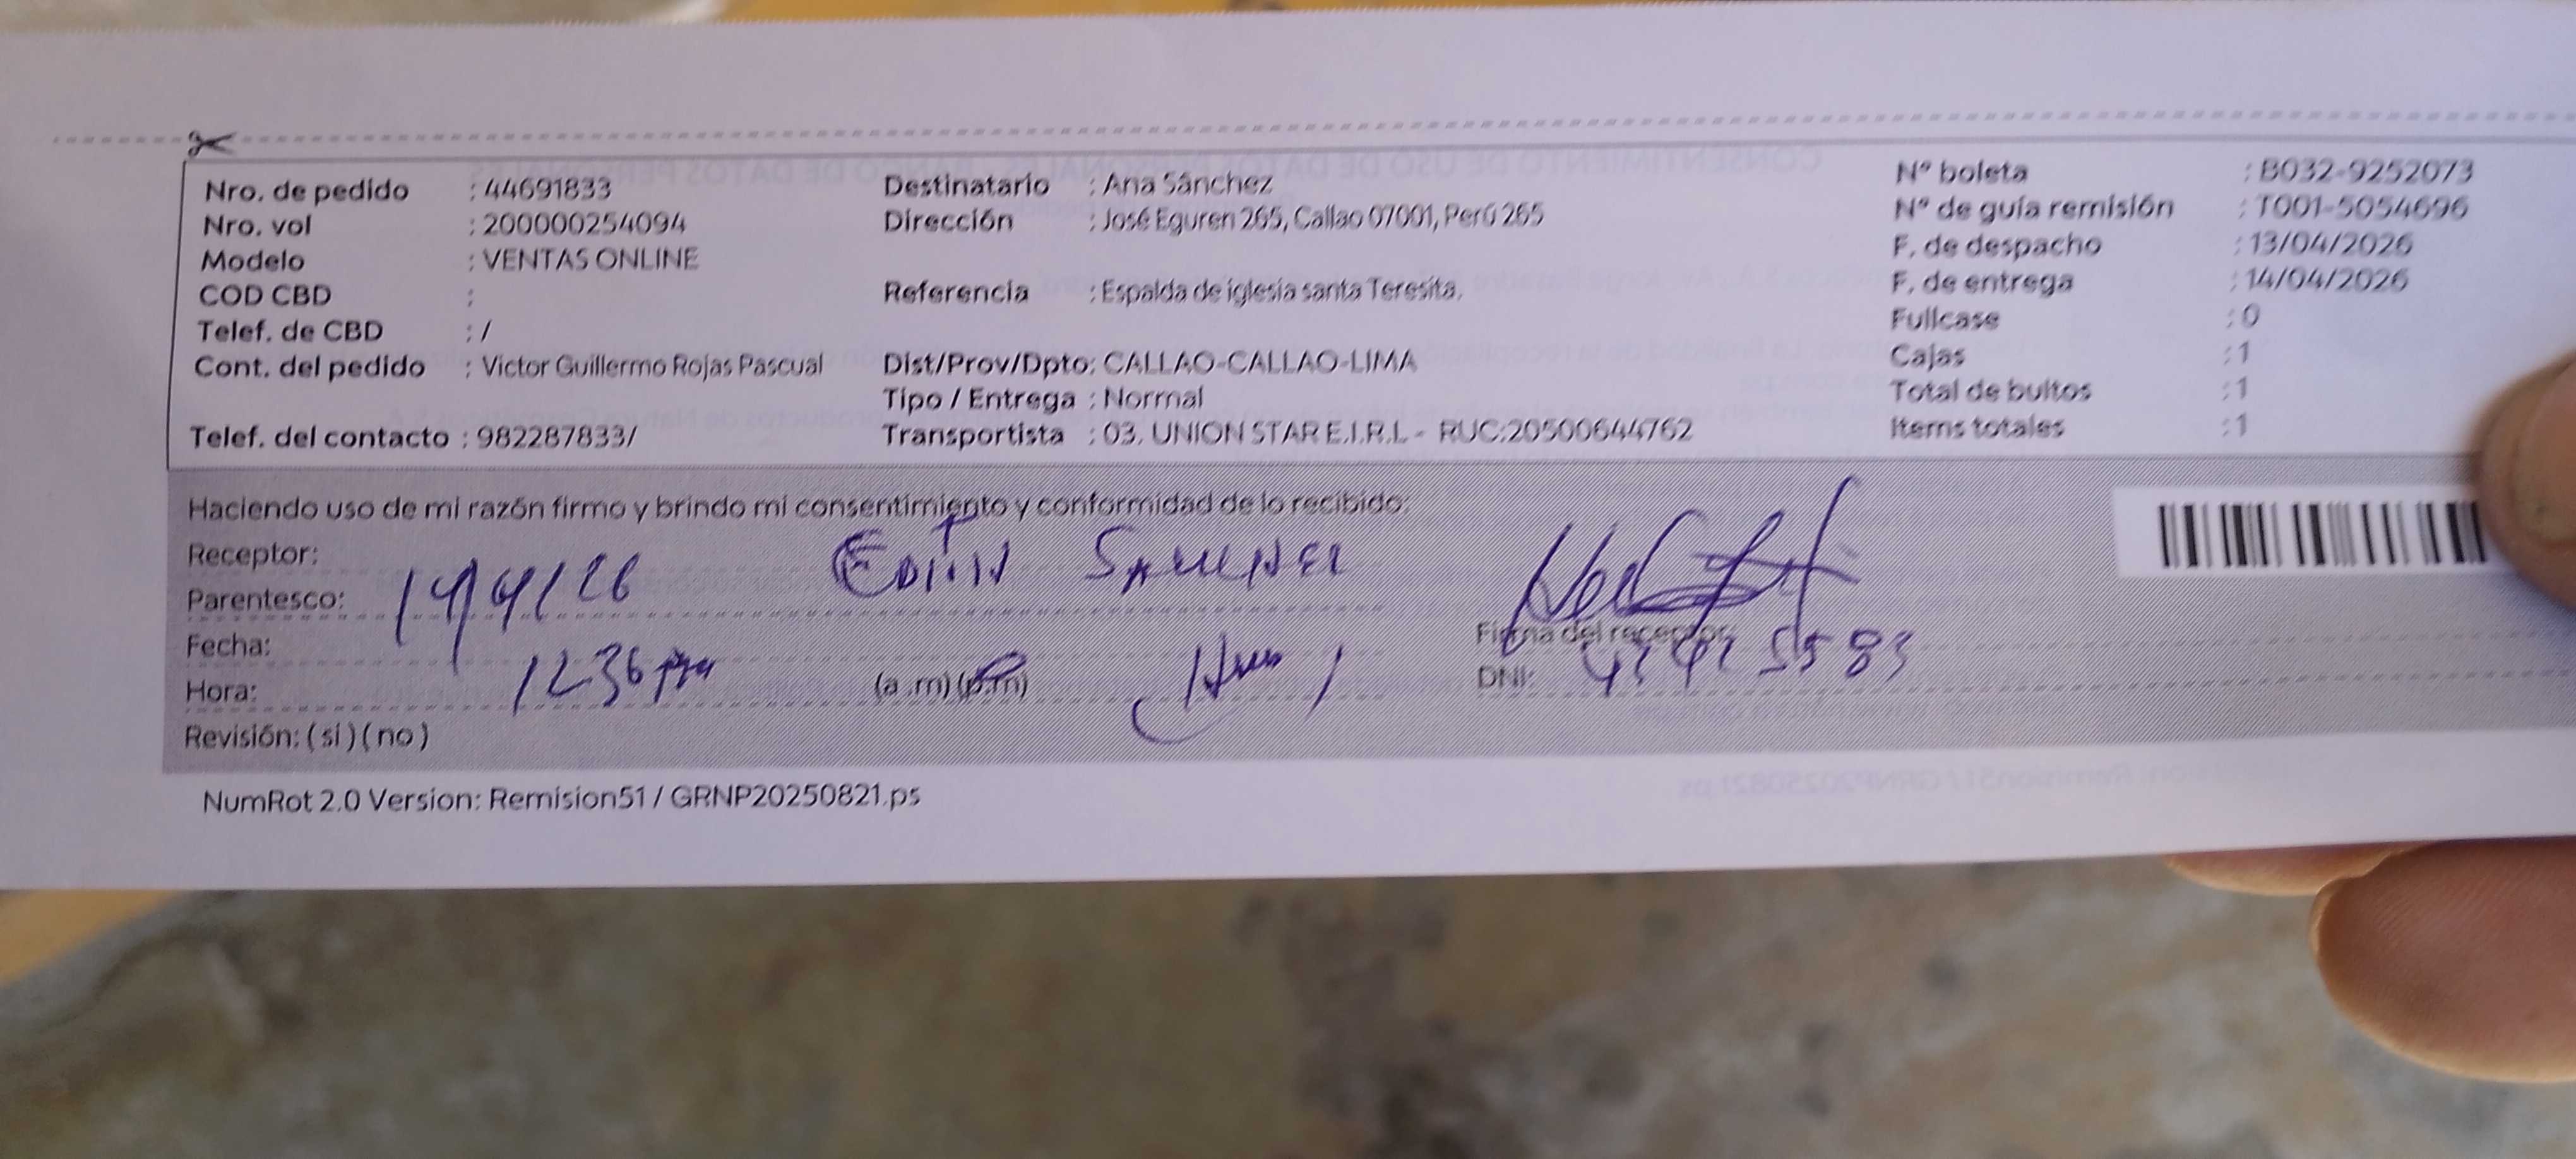 Nro. de pedido : 44691833
Nro. vol : 200000254094
Modelo : VENTAS ONLINE
COD CBD :
Telef. de CBD : /
Cont. del pedido : Victor Guillermo Rojas Pascual
Telef. del contacto : 982287833/
Destinatario : Ana Sánchez
Dirección : José Eguren 265, Callao 07001, Perú 265
Referencia : Espalda de iglesia santa Teresita.
Dist/Prov/Dpto: CALLAO-CALLAO-LIMA
Tipo / Entrega : Normal
Transportista : 03. UNION STAR E.I.R.L - RUC:20500644762
N° boleta : B032-9252073
N° de guía remisión : T001-5054696
F. de despacho : 13/04/2026
F. de entrega : 14/04/2026
Fullcase : 0
Cajas : 1
Total de bultos : 1
Items totales : 1
Haciendo uso de mi razón firmo y brindo mi consentimiento y conformidad de lo recibido:
Receptor:
Parentesco:
14/4/26
Fecha:
Hora: 1236 pm (a .m) (p.m)
Firma del receptor:
DNI:
Revisión: ( si ) ( no )
NumRot 2.0 Version: Remision51 / GRNP20250821.ps